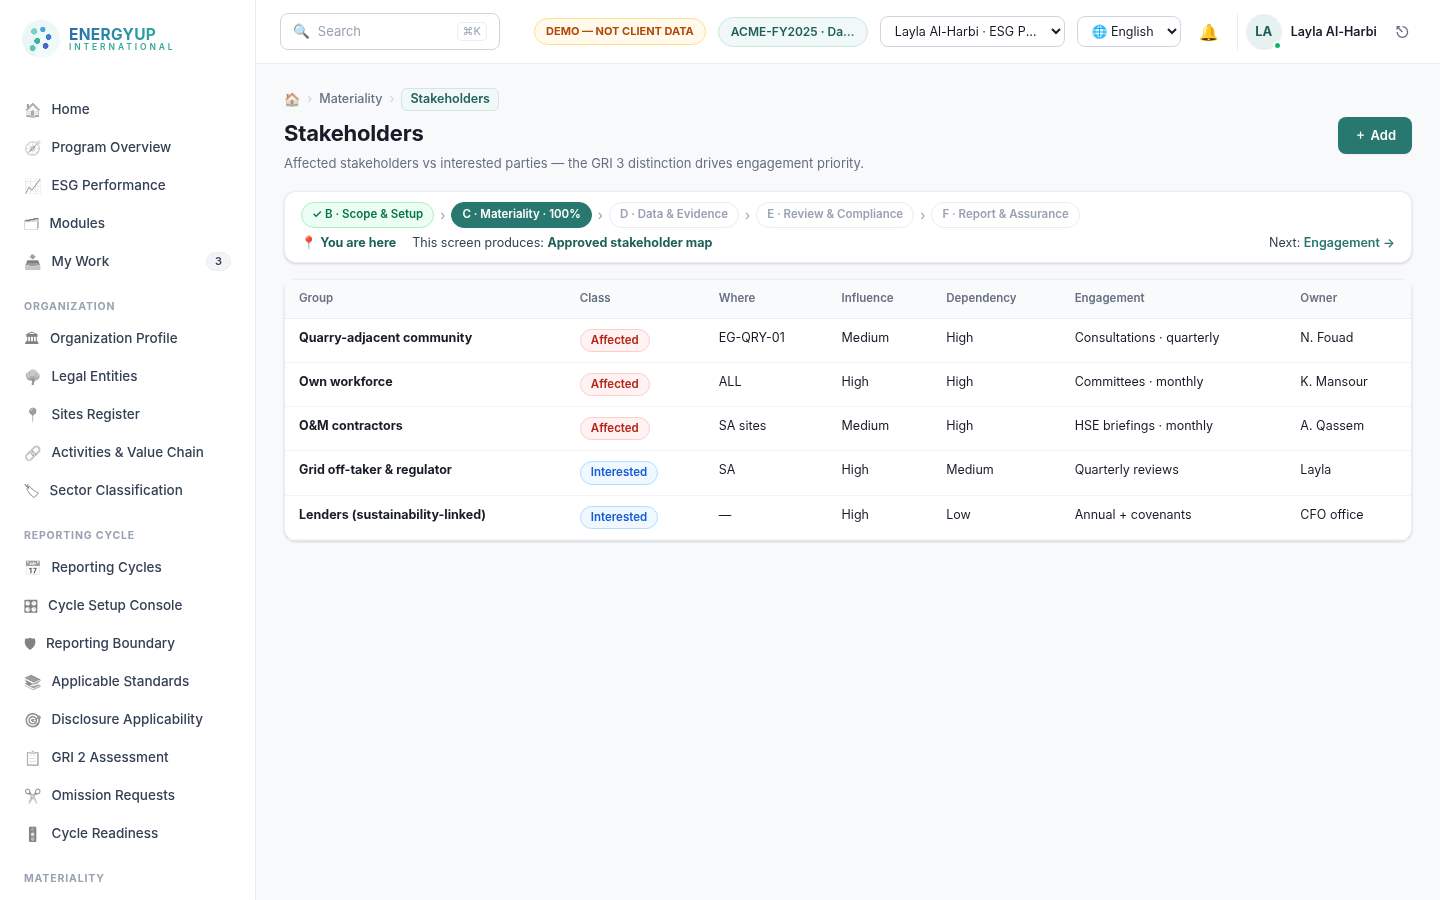 ENERGYUP
INTERNATIONAL
Search
⌘K
DEMO — NOT CLIENT DATA
ACME-FY2025 · Da...
Layla Al-Harbi · ESG P...
English
LA
Layla Al-Harbi
Home
Program Overview
ESG Performance
Modules
My Work 3
ORGANIZATION
Organization Profile
Legal Entities
Sites Register
Activities & Value Chain
Sector Classification
REPORTING CYCLE
Reporting Cycles
Cycle Setup Console
Reporting Boundary
Applicable Standards
Disclosure Applicability
GRI 2 Assessment
Omission Requests
Cycle Readiness
MATERIALITY
› Materiality › Stakeholders
Stakeholders
+ Add
Affected stakeholders vs interested parties — the GRI 3 distinction drives engagement priority.
✓ B · Scope & Setup › C · Materiality · 100% › D · Data & Evidence › E · Review & Compliance › F · Report & Assurance
You are here This screen produces: Approved stakeholder map Next: Engagement →
Group Class Where Influence Dependency Engagement Owner
Quarry-adjacent community Affected EG-QRY-01 Medium High Consultations · quarterly N. Fouad
Own workforce Affected ALL High High Committees · monthly K. Mansour
O&M contractors Affected SA sites Medium High HSE briefings · monthly A. Qassem
Grid off-taker & regulator Interested SA High Medium Quarterly reviews Layla
Lenders (sustainability-linked) Interested — High Low Annual + covenants CFO office